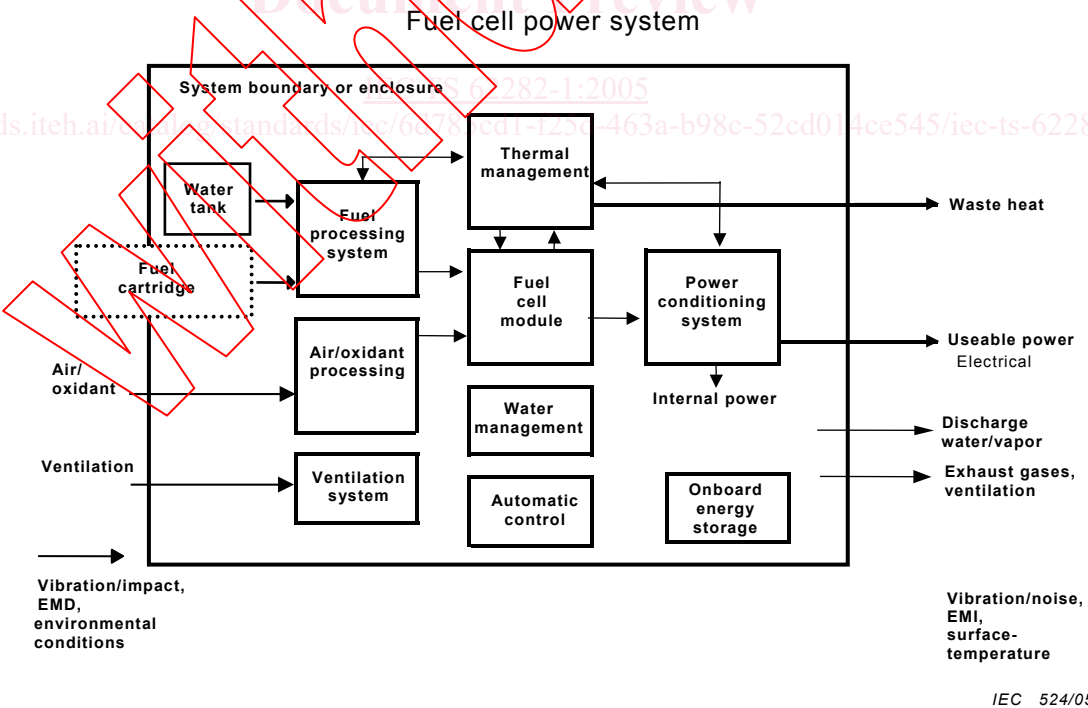 Document Preview
Fuel cell power system
System boundary or enclosure
62282-1:2005
Thermal
management
Water
tank
Fuel
processing
system
Waste heat
Fuel
cartridge
Fuel
cell
module
Power
conditioning
system
Air/oxidant
processing
Useable power
Electrical
Air/
oxidant
Internal power
Water
management
Discharge
water/vapor
Ventilation
Ventilation
system
Exhaust gases,
ventilation
Automatic
control
Onboard
energy
storage
Vibration/impact,
EMD,
environmental
conditions
Vibration/noise,
EMI,
surface-
temperature
IEC 524/05